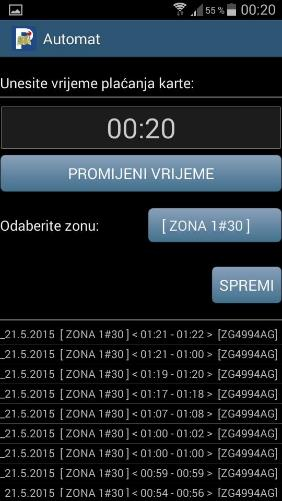 55 % 00:20
Automat
Unesite vrijeme plaćanja karte:
00:20
PROMIJENI VRIJEME
Odaberite zonu: [ ZONA 1#30 ]
SPREMI
_21.5.2015 [ ZONA 1#30 ] < 01:21 - 01:22 > [ZG4994AG]
_21.5.2015 [ ZONA 1#30 ] < 01:21 - 01:00 > [ZG4994AG]
_21.5.2015 [ ZONA 1#30 ] < 01:19 - 01:20 > [ZG4994AG]
_21.5.2015 [ ZONA 1#30 ] < 01:17 - 01:18 > [ZG4994AG]
_21.5.2015 [ ZONA 1#30 ] < 01:07 - 01:08 > [ZG4994AG]
_21.5.2015 [ ZONA 1#30 ] < 01:00 - 01:02 > [ZG4994AG]
_21.5.2015 [ ZONA 1#30 ] < 01:00 - 01:00 > [ZG4994AG]
_21.5.2015 [ ZONA 1#30 ] < 00:59 - 00:59 > [ZG4994AG]
_21.5.2015 [ ZONA 1#30 ] < 00:54 - 00:56 > [ZG4994AG]